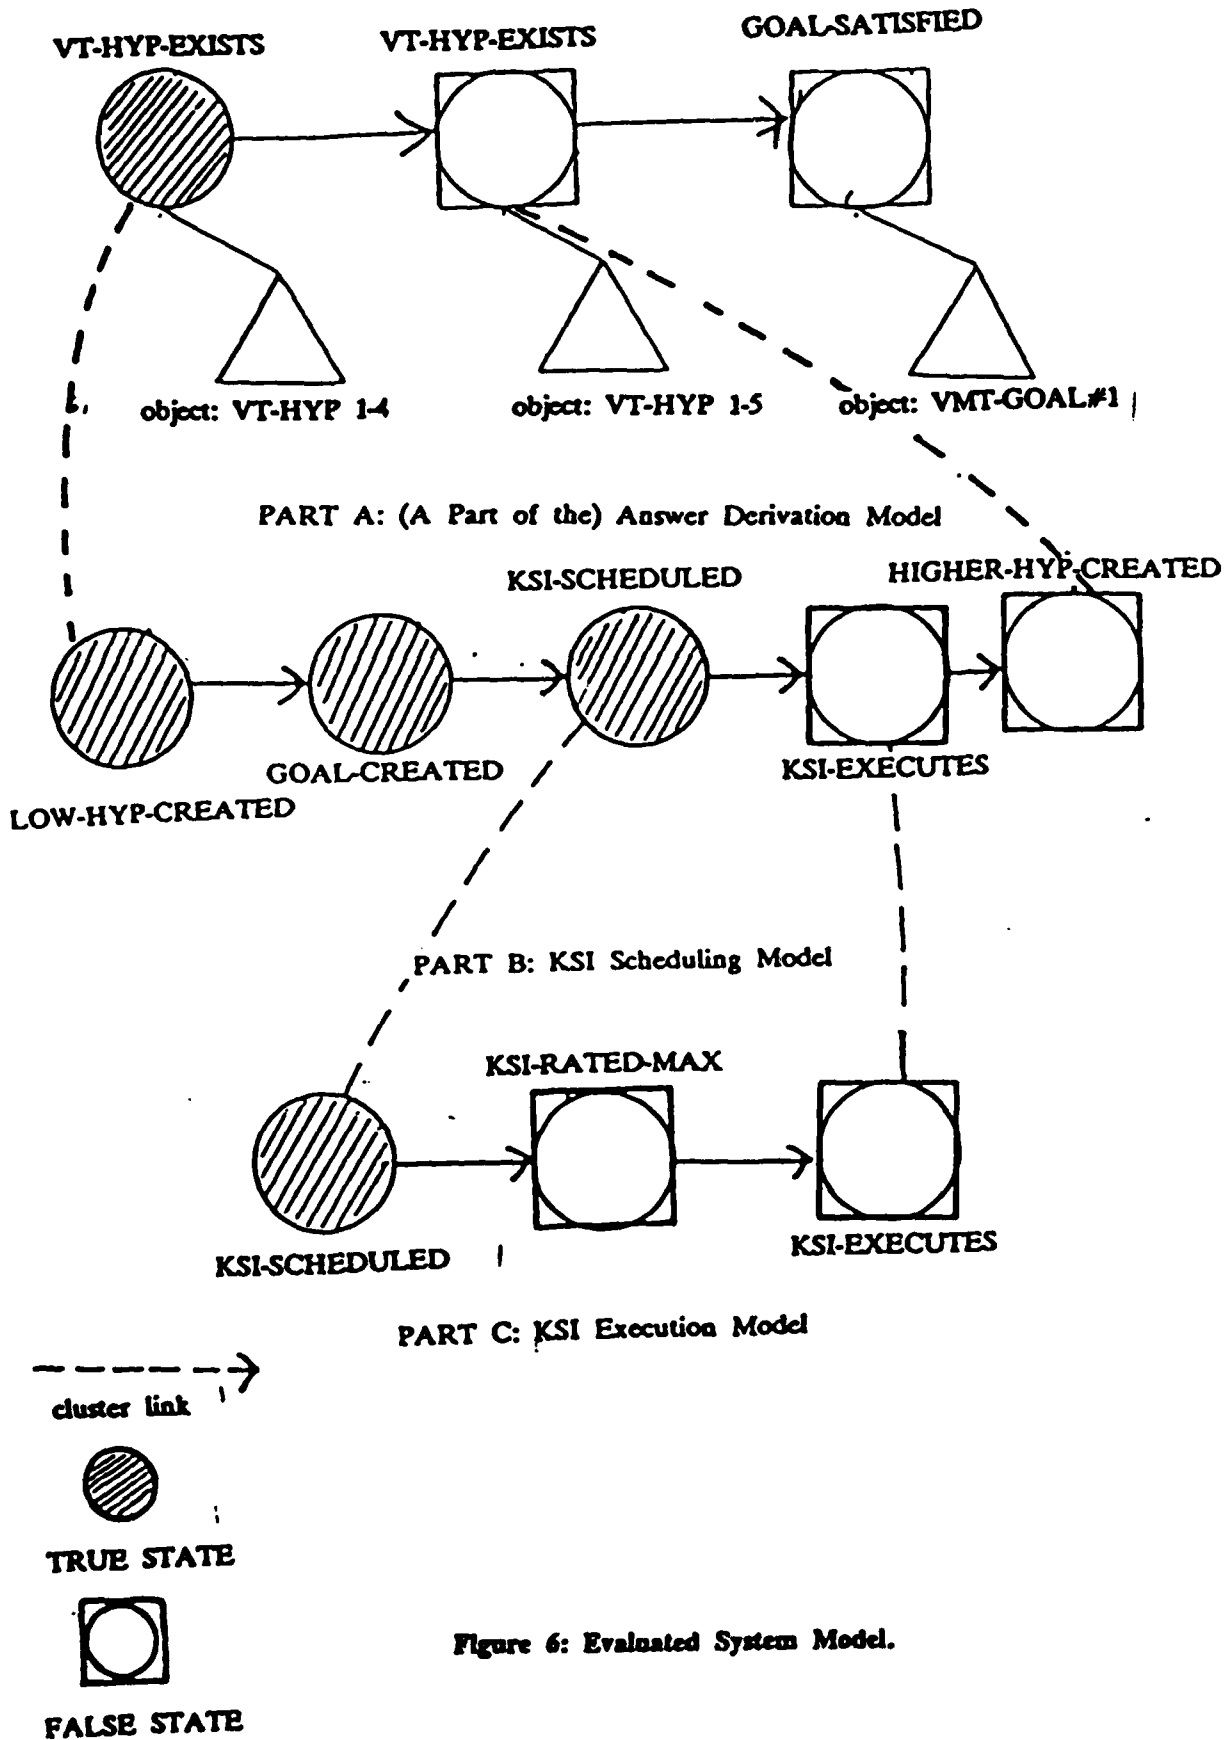 VT-HYP-EXISTS
VT-HYP-EXISTS
GOAL-SATISFIED
object: VT-HYP 1-4
object: VT-HYP 1-5
object: VMT-GOAL#1
PART A: (A Part of the) Answer Derivation Model
KSI-SCHEDULED
HIGHER-HYP-CREATED
GOAL-CREATED
KSI-EXECUTES
LOW-HYP-CREATED
PART B: KSI Scheduling Model
KSI-RATED-MAX
KSI-SCHEDULED
KSI-EXECUTES
PART C: KSI Execution Model
cluster link
TRUE STATE
Figure 6: Evaluated System Model.
FALSE STATE